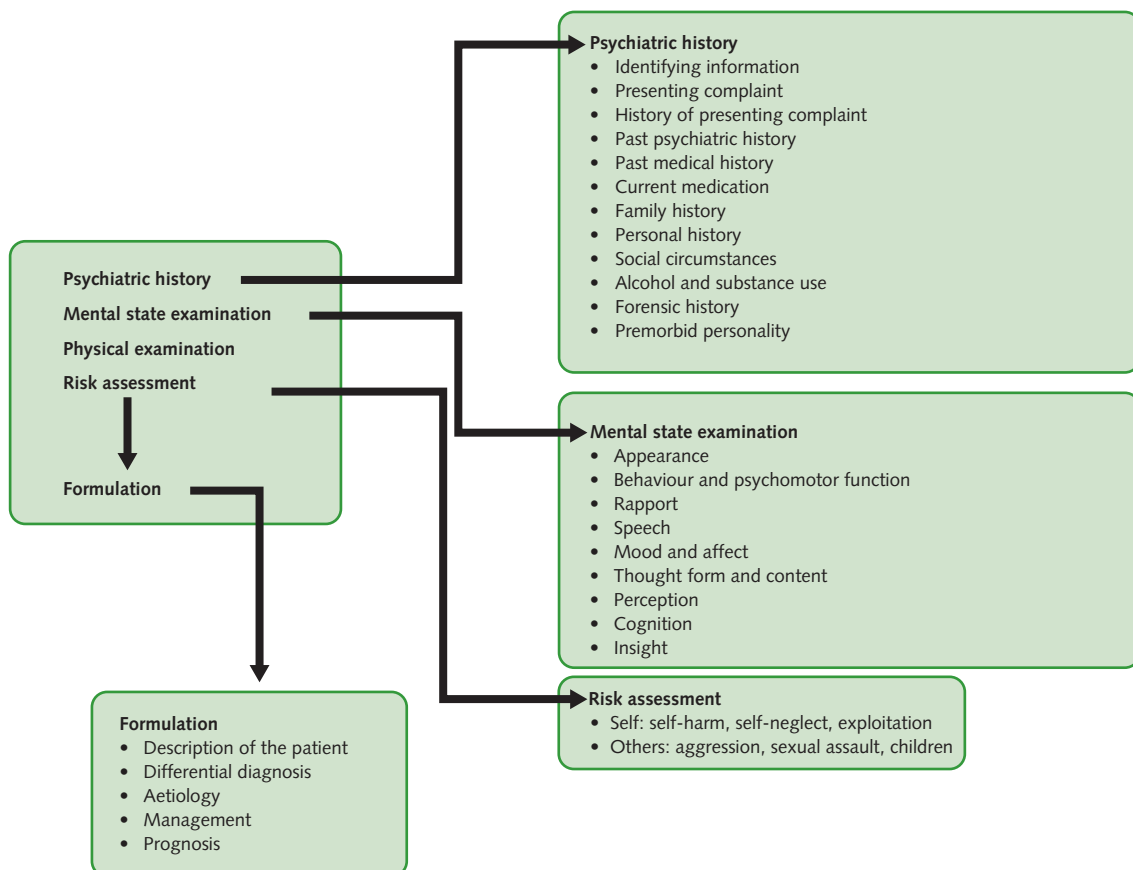 Psychiatric history
Mental state examination
Physical examination
Risk assessment
Formulation
Psychiatric history
• Identifying information
• Presenting complaint
• History of presenting complaint
• Past psychiatric history
• Past medical history
• Current medication
• Family history
• Personal history
• Social circumstances
• Alcohol and substance use
• Forensic history
• Premorbid personality
Mental state examination
• Appearance
• Behaviour and psychomotor function
• Rapport
• Speech
• Mood and affect
• Thought form and content
• Perception
• Cognition
• Insight
Risk assessment
• Self: self-harm, self-neglect, exploitation
• Others: aggression, sexual assault, children
Formulation
• Description of the patient
• Differential diagnosis
• Aetiology
• Management
• Prognosis